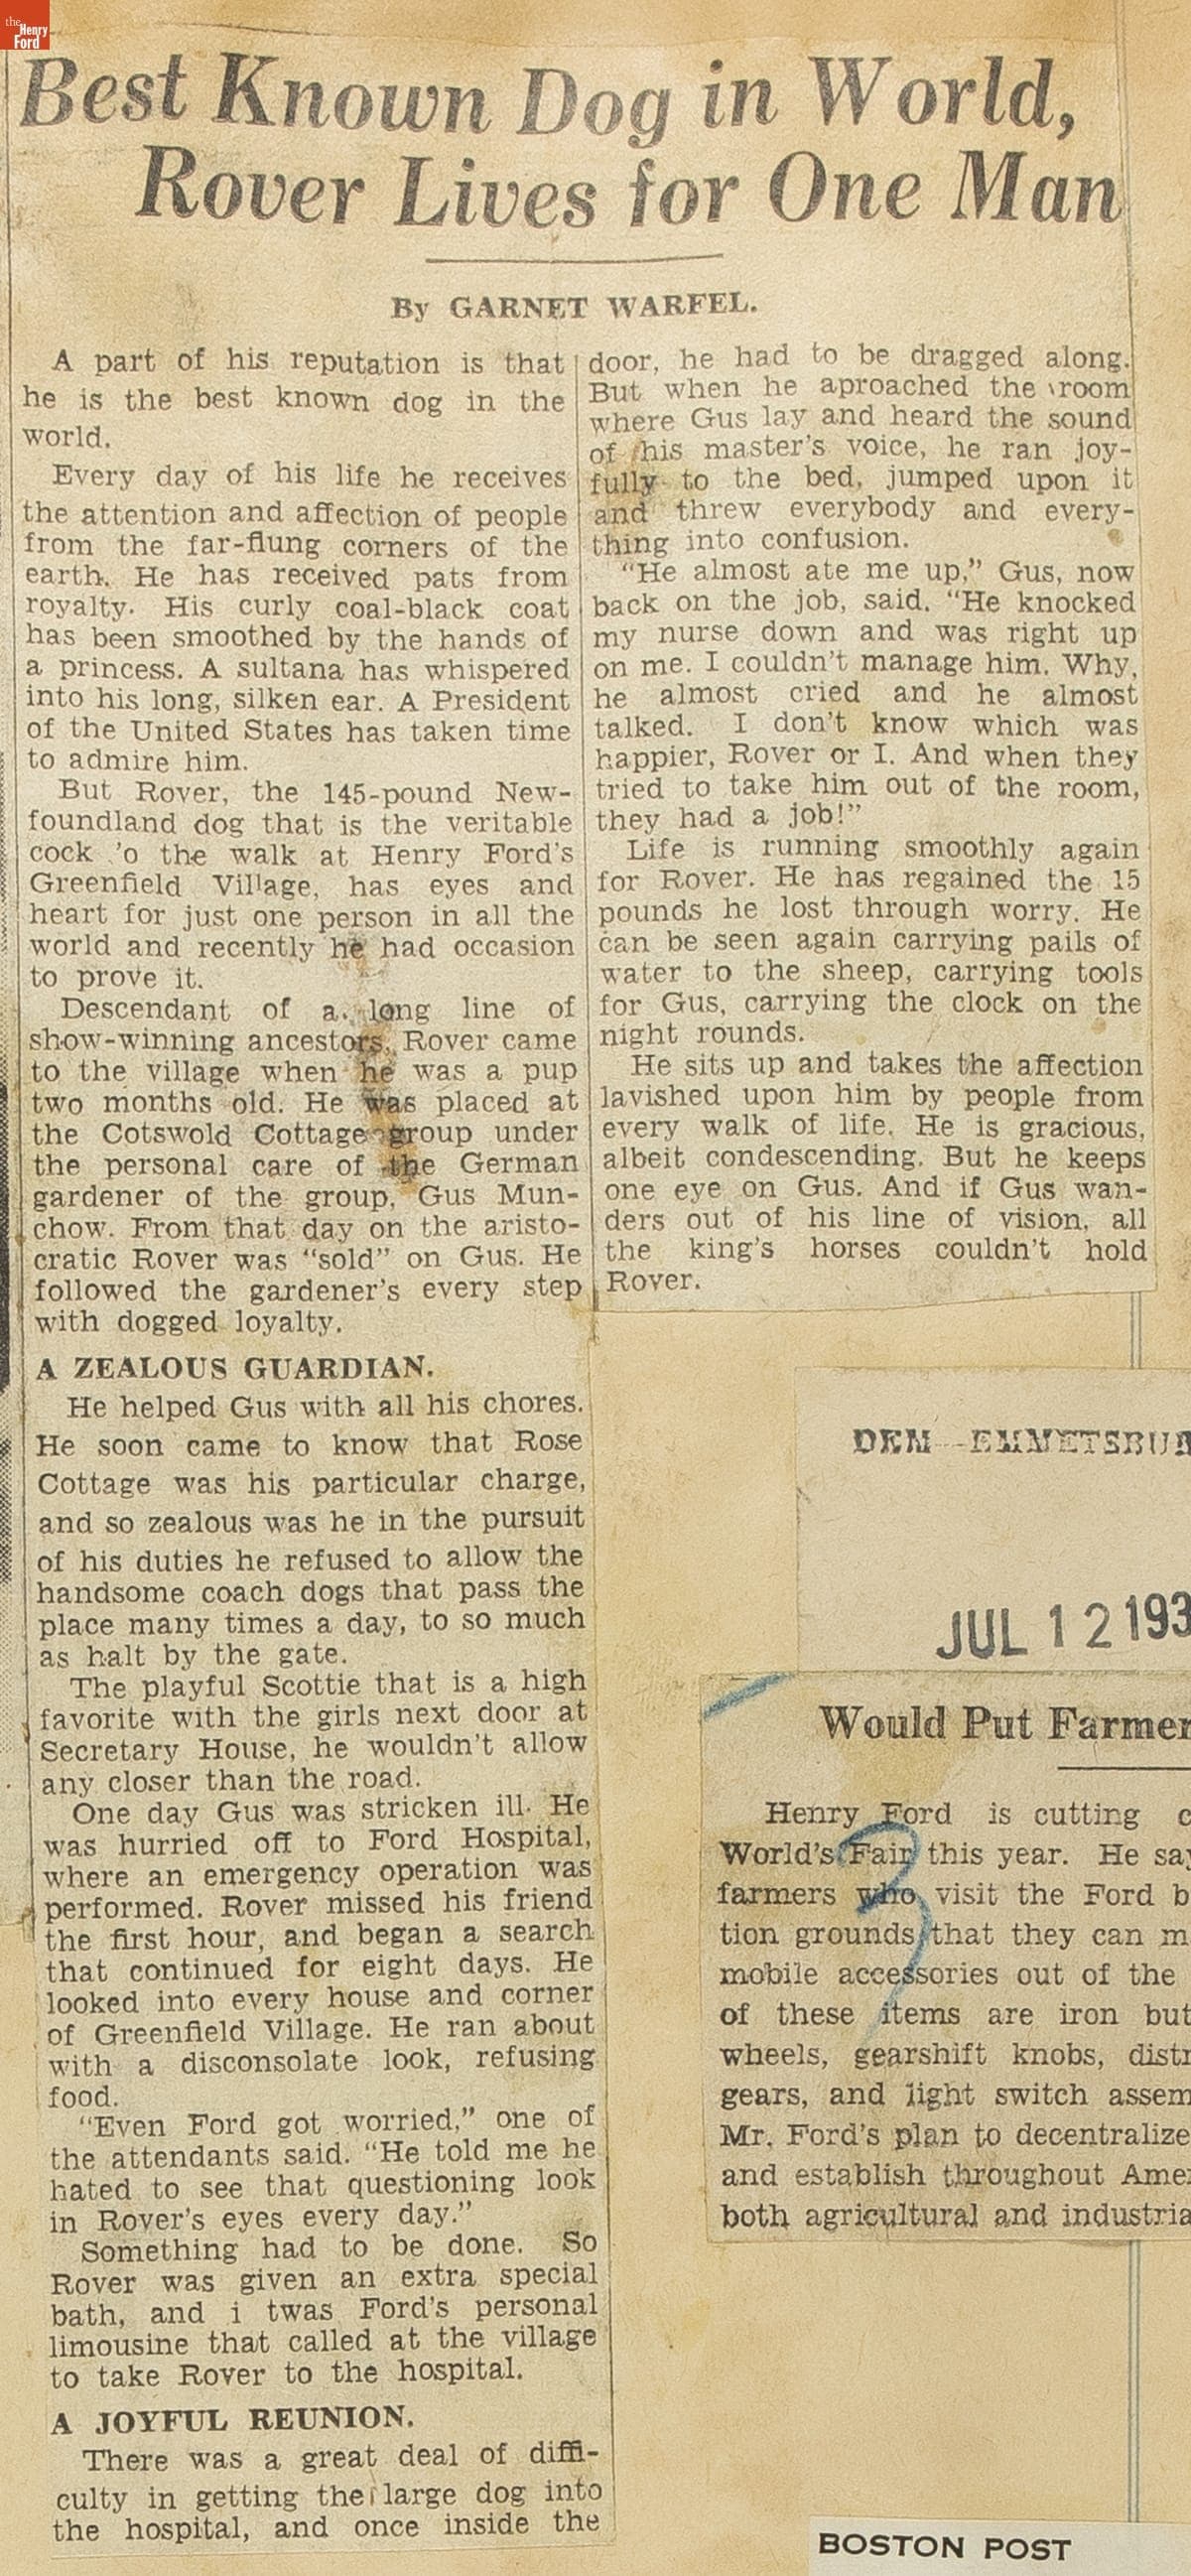 the
Henry
Ford
Best Known Dog in World,
Rover Lives for One Man
By GARNET WARFEL.
A part of his reputation is that
he is the best known dog in the
world.
Every day of his life he receives
the attention and affection of people
from the far-flung corners of the
earth. He has received pats from
royalty. His curly coal-black coat
has been smoothed by the hands of
a princess. A sultana has whispered
into his long, silken ear. A President
of the United States has taken time
to admire him.
But Rover, the 145-pound New-
foundland dog that is the veritable
cock 'o the walk at Henry Ford's
Greenfield Village, has eyes and
heart for just one person in all the
world and recently he had occasion
to prove it.
Descendant of a long line of
show-winning ancestors, Rover came
to the village when he was a pup
two months old. He was placed at
the Cotswold Cottage group under
the personal care of the German
gardener of the group, Gus Mun-
chow. From that day on the aristo-
cratic Rover was "sold" on Gus. He
followed the gardener's every step
with dogged loyalty.
A ZEALOUS GUARDIAN.
He helped Gus with all his chores.
He soon came to know that Rose
Cottage was his particular charge,
and so zealous was he in the pursuit
of his duties he refused to allow the
handsome coach dogs that pass the
place many times a day, to so much
as halt by the gate.
The playful Scottie that is a high
favorite with the girls next door at
Secretary House, he wouldn't allow
any closer than the road.
One day Gus was stricken ill. He
was hurried off to Ford Hospital,
where an emergency operation was
performed. Rover missed his friend
the first hour, and began a search
that continued for eight days. He
looked into every house and corner
of Greenfield Village. He ran about
with a disconsolate look, refusing
food.
"Even Ford got worried," one of
the attendants said. "He told me he
hated to see that questioning look
in Rover's eyes every day."
Something had to be done. So
Rover was given an extra special
bath, and i twas Ford's personal
limousine that called at the village
to take Rover to the hospital.
A JOYFUL REUNION.
There was a great deal of diffi-
culty in getting the large dog into
the hospital, and once inside the
door, he had to be dragged along.
But when he aproached the room
where Gus lay and heard the sound
of his master's voice, he ran joy-
fully to the bed, jumped upon it
and threw everybody and every-
thing into confusion.
"He almost ate me up," Gus, now
back on the job, said. "He knocked
my nurse down and was right up
on me. I couldn't manage him. Why,
he almost cried and he almost
talked. I don't know which was
happier, Rover or I. And when they
tried to take him out of the room,
they had a job!"
Life is running smoothly again
for Rover. He has regained the 15
pounds he lost through worry. He
can be seen again carrying pails of
water to the sheep, carrying tools
for Gus, carrying the clock on the
night rounds.
He sits up and takes the affection
lavished upon him by people from
every walk of life. He is gracious,
albeit condescending. But he keeps
one eye on Gus. And if Gus wan-
ders out of his line of vision, all
the king's horses couldn't hold
Rover.
DEM - EMMETSBU
JUL 12 193
Would Put Farmer
Henry Ford is cutting c
World's Fair this year. He say
farmers who visit the Ford b
tion grounds that they can m
mobile accessories out of the
of these items are iron but
wheels, gearshift knobs, distr
gears, and light switch assem
Mr. Ford's plan to decentralize
and establish throughout Ame
both agricultural and industria
BOSTON POST